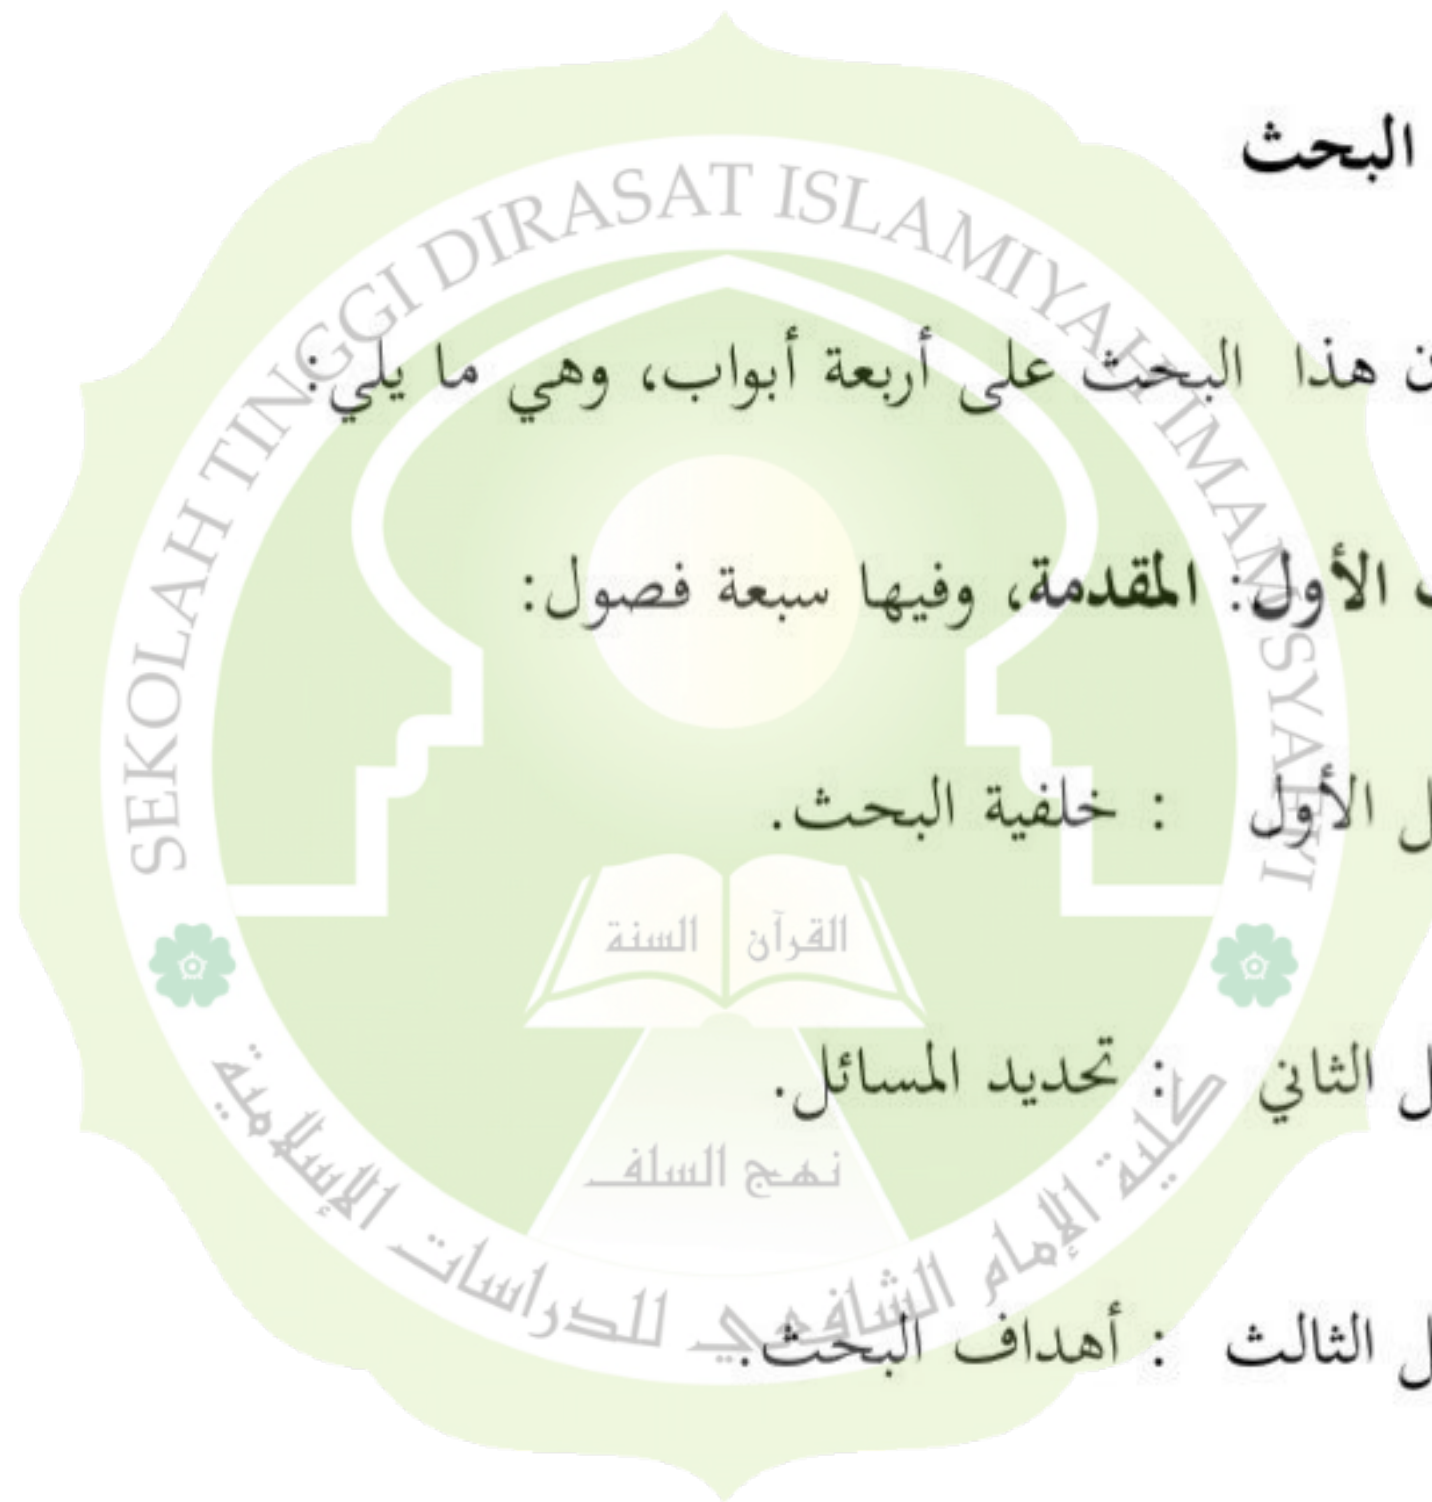 البحث
هذا البحث على أربعة أبواب، وهي ما يلي:
الأول: المقدمة، وفيها سبعة فصول:
الأول : خلفية البحث.
الثاني : تحديد المسائل.
الثالث : أهداف البحث.
SEKOLAH TINGGI DIRASAT ISLAMIYAH IMAM SYAFI'I
القرآن السنة
نهج السلف
كلية الإمام الشافعي للدراسات الإسلامية